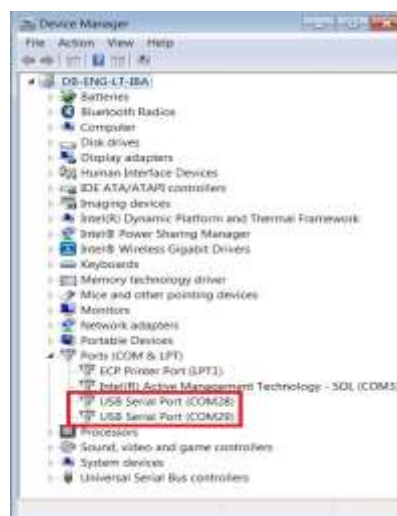 Device Manager
File Action View Help
DB-ENG-LT-IBA
Batteries
Bluetooth Radios
Computer
Disk drives
Display adapters
Human Interface Devices
IDE ATA/ATAPI controllers
Imaging devices
Intel(R) Dynamic Platform and Thermal Framework
Intel® Power Sharing Manager
Intel® Wireless Gigabit Drivers
Keyboards
Memory technology driver
Mice and other pointing devices
Monitors
Network adapters
Portable Devices
Ports (COM & LPT)
ECP Printer Port (LPT1)
Intel(R) Active Management Technology - SOL (COM3)
USB Serial Port (COM28)
USB Serial Port (COM29)
Processors
Sound, video and game controllers
System devices
Universal Serial Bus controllers